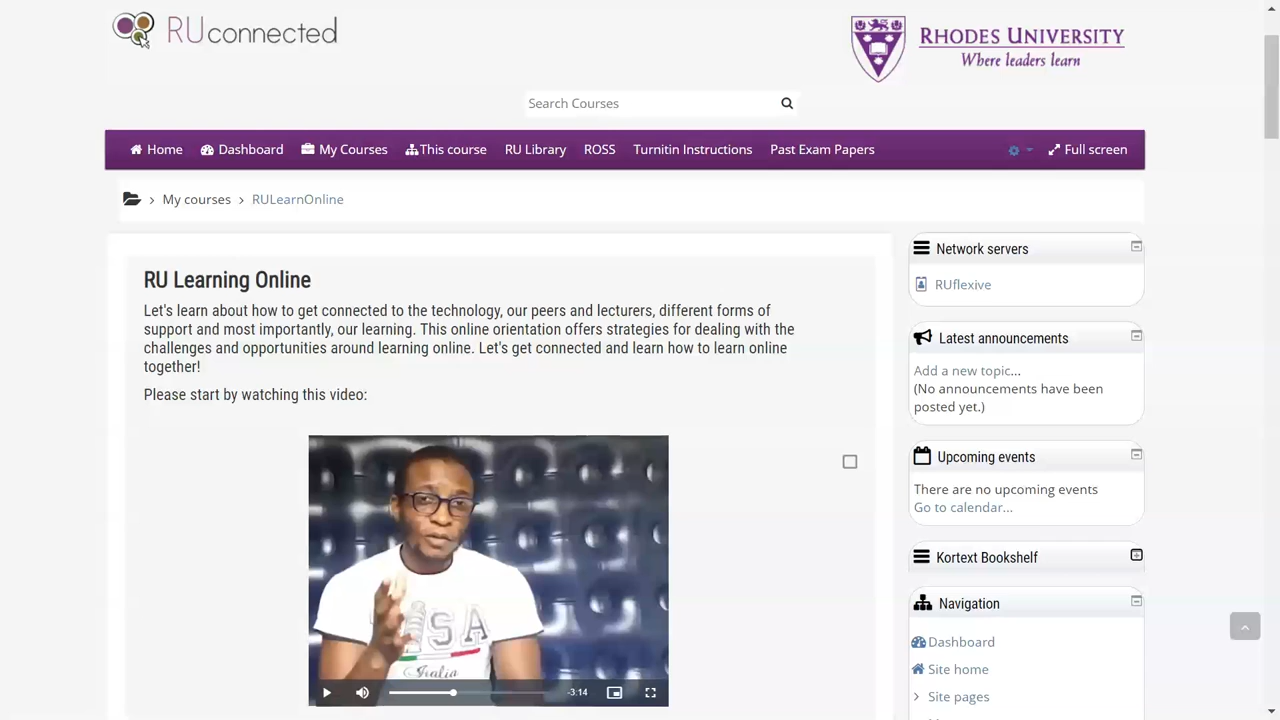 RUconnected
RHODES UNIVERSITY
Where leaders learn
Search Courses
Home Dashboard My Courses This course RU Library ROSS Turnitin Instructions Past Exam Papers Full screen
My courses RULearnOnline
RU Learning Online
Let's learn about how to get connected to the technology, our peers and lecturers, different forms of
support and most importantly, our learning. This online orientation offers strategies for dealing with the
challenges and opportunities around learning online. Let's get connected and learn how to learn online
together!
Please start by watching this video:
ISA
Italia
-3:14
Network servers
RUflexive
Latest announcements
Add a new topic...
(No announcements have been
posted yet.)
Upcoming events
There are no upcoming events
Go to calendar...
Kortext Bookshelf
Navigation
Dashboard
Site home
Site pages